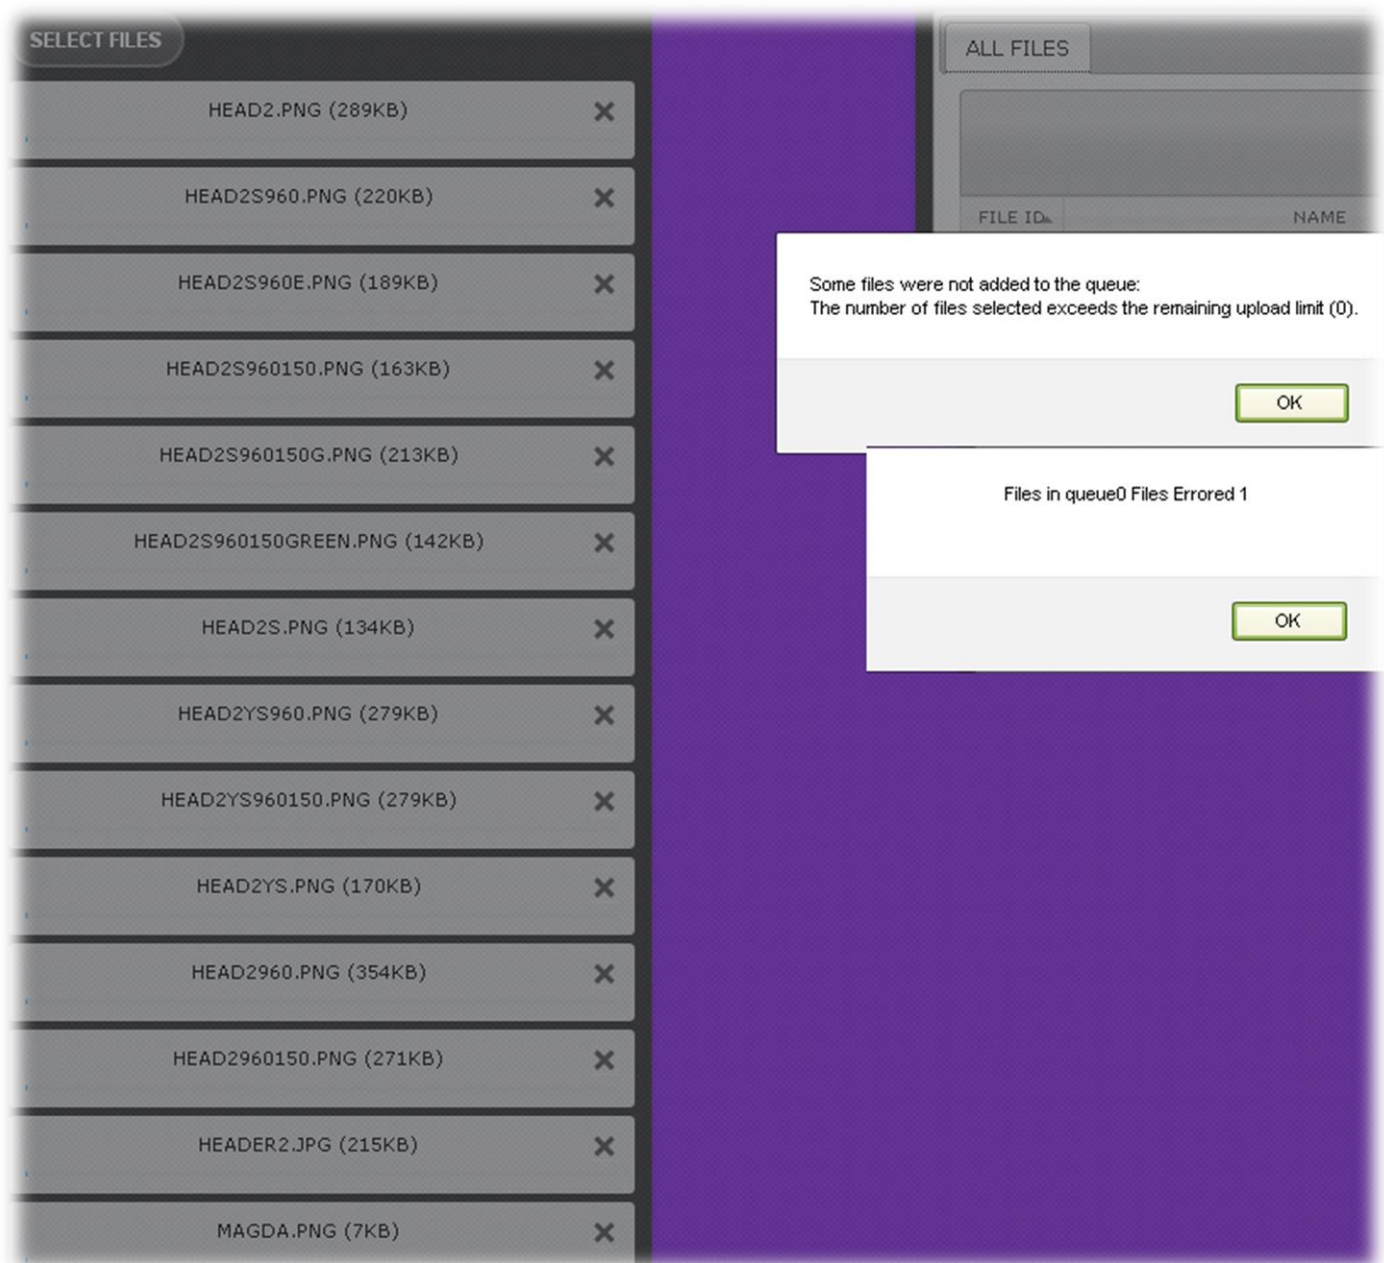 SELECT FILES
HEAD2.PNG (289KB)
HEAD2S960.PNG (220KB)
HEAD2S960E.PNG (189KB)
HEAD2S960150.PNG (163KB)
HEAD2S960150G.PNG (213KB)
HEAD2S960150GREEN.PNG (142KB)
HEAD2S.PNG (134KB)
HEAD2YS960.PNG (279KB)
HEAD2YS960150.PNG (279KB)
HEAD2YS.PNG (170KB)
HEAD2960.PNG (354KB)
HEAD2960150.PNG (271KB)
HEADER2.JPG (215KB)
MAGDA.PNG (7KB)
ALL FILES
FILE ID NAME
Some files were not added to the queue:
The number of files selected exceeds the remaining upload limit (0).
OK
Files in queue0 Files Errored 1
OK